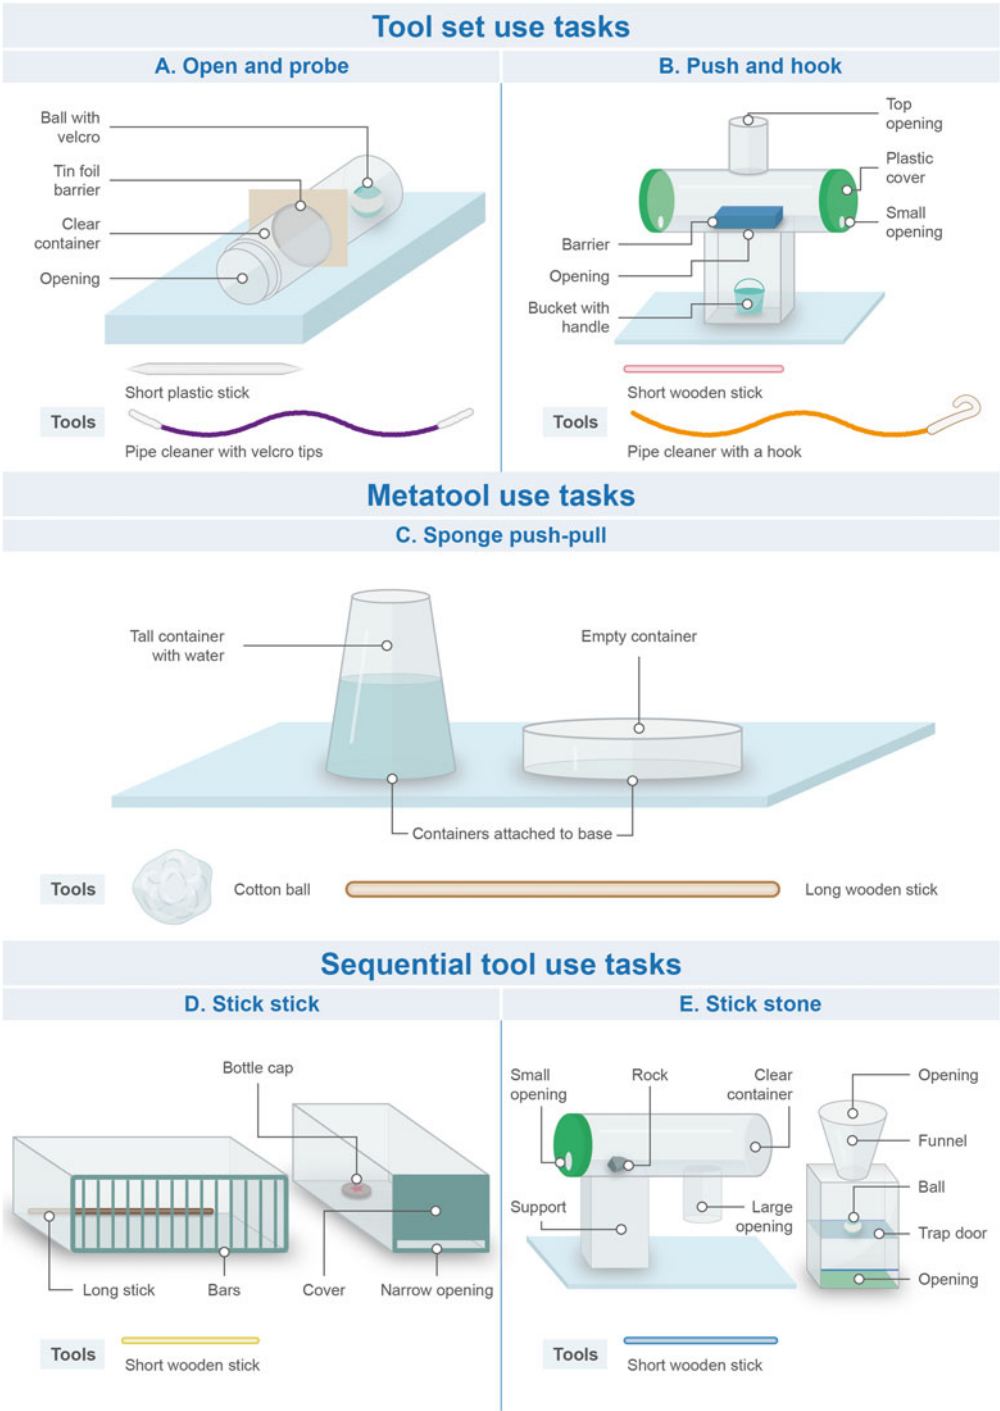 Tool set use tasks
A. Open and probe
Ball with
velcro
Tin foil
barrier
Clear
container
Opening
Short plastic stick
Tools
Pipe cleaner with velcro tips
B. Push and hook
Top
opening
Plastic
cover
Small
opening
Barrier
Opening
Bucket with
handle
Short wooden stick
Tools
Pipe cleaner with a hook
Metatool use tasks
C. Sponge push-pull
Tall container
with water
Empty container
Containers attached to base
Tools
Cotton ball
Long wooden stick
Sequential tool use tasks
D. Stick stick
Bottle cap
Long stick
Bars
Cover
Narrow opening
Tools
Short wooden stick
E. Stick stone
Small
opening
Rock
Clear
container
Opening
Funnel
Ball
Support
Large
opening
Trap door
Opening
Tools
Short wooden stick